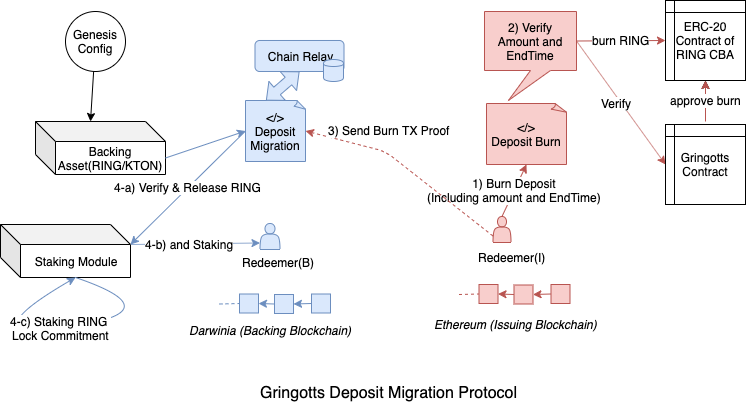 Genesis
Config
Chain Relay
2) Verify
Amount and
EndTime
burn RING
ERC-20
Contract of
RING CBA
Verify
approve burn
</>
Deposit
Migration
3) Send Burn TX Proof
</>
Deposit Burn
Backing
Asset(RING/KTON)
Gringotts
Contract
4-a) Verify & Release RING
1) Burn Deposit
(Including amount and EndTime)
Staking Module
4-b) and Staking
Redeemer(B)
Redeemer(I)
4-c) Staking RING
Lock Commitment
Darwinia (Backing Blockchain)
Ethereum (Issuing Blockchain)
Gringotts Deposit Migration Protocol